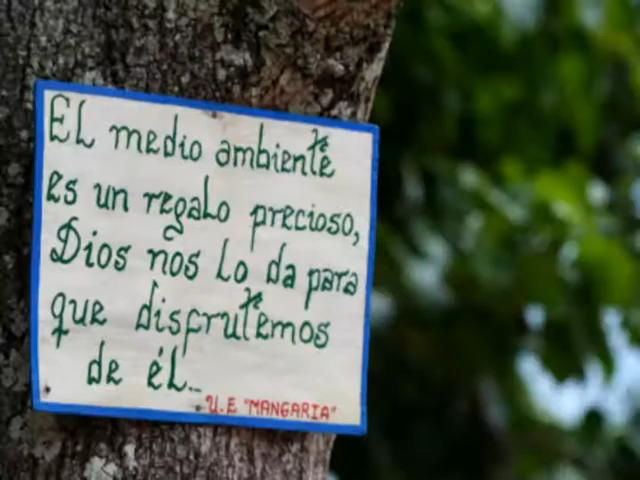 EL medio ambiente
es un regalo precioso,
Dios nos lo da para
que disfrutemos
de él...
U.E "MANGARIA"